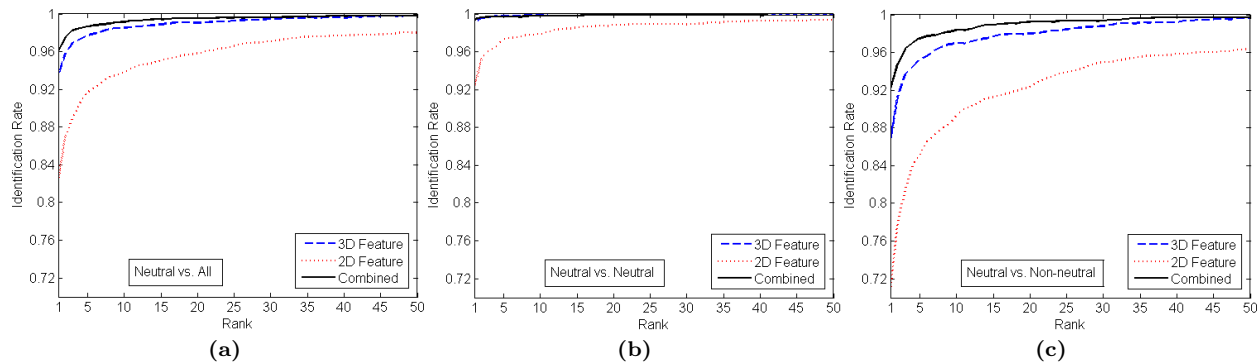 1
0.96
0.92
0.88
0.84
0.8
0.76
0.72
Identification Rate
Neutral vs. All
3D Feature
2D Feature
Combined
1 5 10 15 20 25 30 35 40 45 50
Rank
(a)
1
0.96
0.92
0.88
0.84
0.8
0.76
0.72
Identification Rate
Neutral vs. Neutral
3D Feature
2D Feature
Combined
1 5 10 15 20 25 30 35 40 45 50
Rank
(b)
1
0.96
0.92
0.88
0.84
0.8
0.76
0.72
Identification Rate
Neutral vs. Non-neutral
3D Feature
2D Feature
Combined
1 5 10 15 20 25 30 35 40 45 50
Rank
(c)